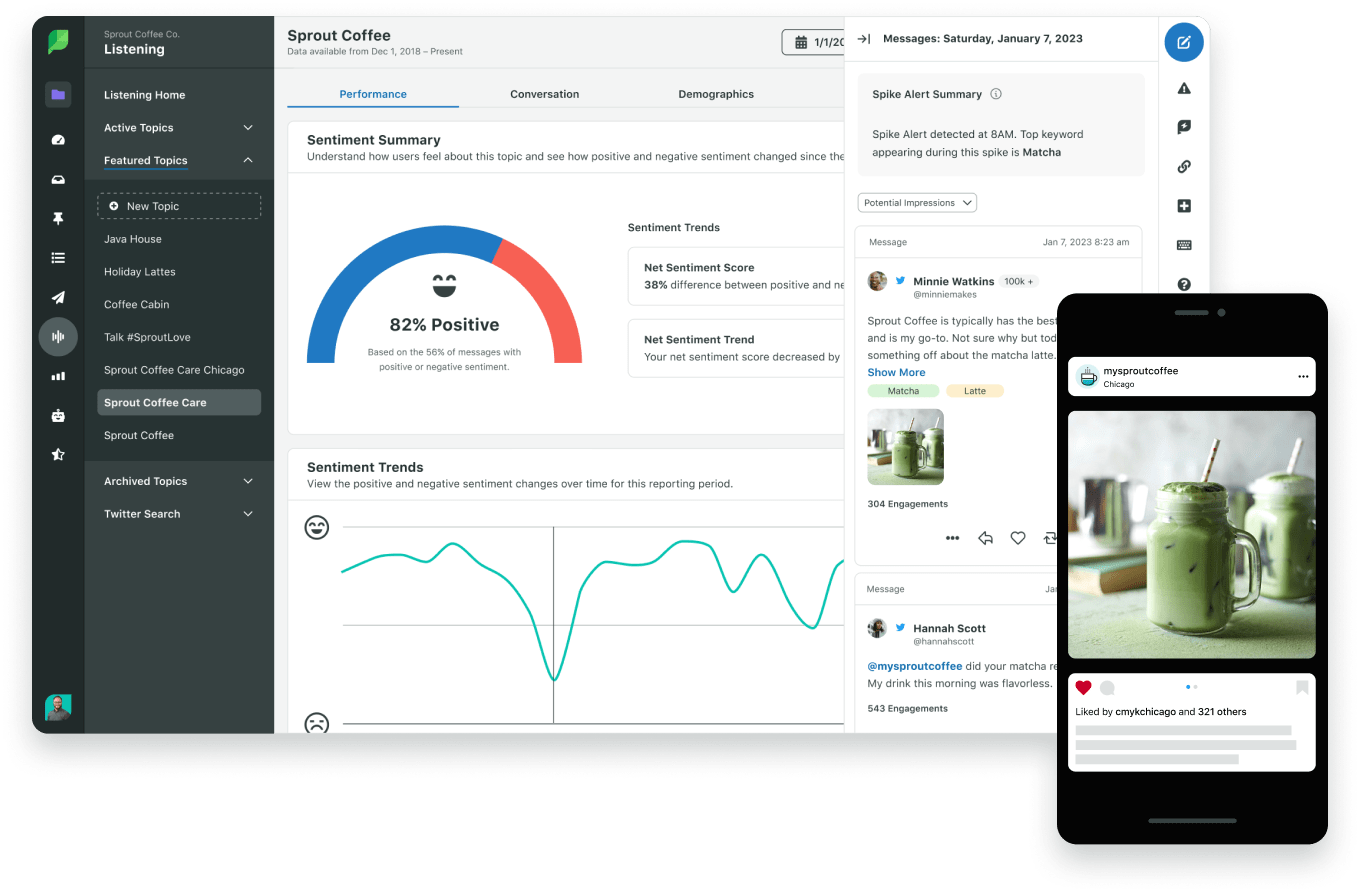 Sprout Coffee Co.
Listening
Listening Home
Active Topics
Featured Topics
New Topic
Java House
Holiday Lattes
Coffee Cabin
Talk #SproutLove
Sprout Coffee Care Chicago
Sprout Coffee Care
Sprout Coffee
Archived Topics
Twitter Search
Sprout Coffee
Data available from Dec 1, 2018 – Present
1/1/20
Performance
Conversation
Demographics
Sentiment Summary
Understand how users feel about this topic and see how positive and negative sentiment changed since the
82% Positive
Based on the 56% of messages with
positive or negative sentiment.
Sentiment Trends
Net Sentiment Score
38% difference between positive and ne
Net Sentiment Trend
Your net sentiment score decreased by
Sentiment Trends
View the positive and negative sentiment changes over time for this reporting period.
Messages: Saturday, January 7, 2023
Spike Alert Summary
Spike Alert detected at 8AM. Top keyword
appearing during this spike is Matcha
Potential Impressions
Message
Jan 7, 2023 8:23 am
Minnie Watkins
100k +
@minniemakes
Sprout Coffee is typically has the best
and is my go-to. Not sure why but tod
something off about the matcha latte.
Show More
Matcha
Latte
304 Engagements
Message
Jan
Hannah Scott
@hannahscott
@mysproutcoffee did your matcha re
My drink this morning was flavorless.
543 Engagements
mysproutcoffee
Chicago
Liked by cmykchicago and 321 others